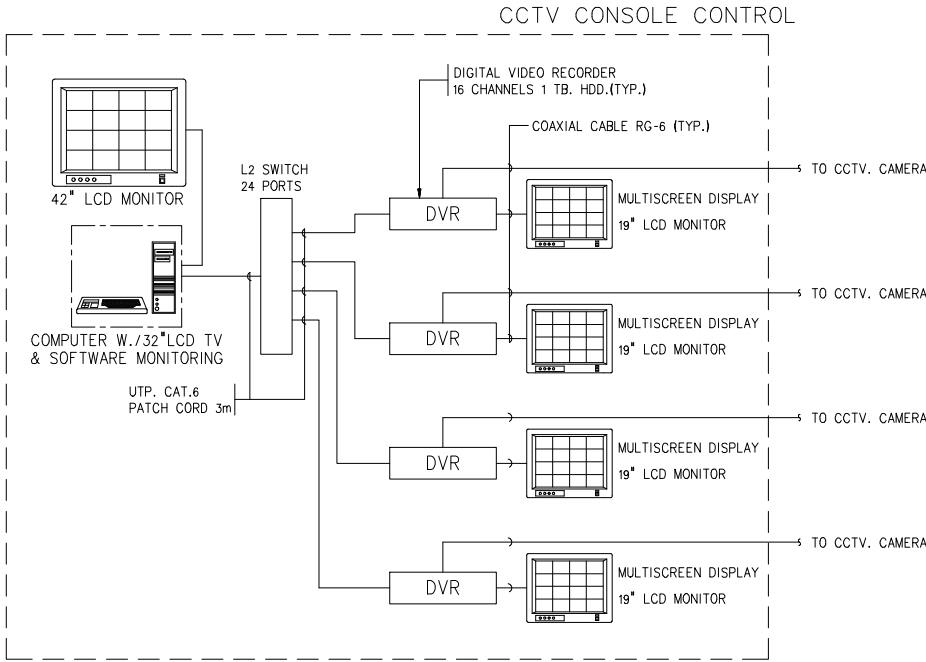 CCTV CONSOLE CONTROL
DIGITAL VIDEO RECORDER
16 CHANNELS 1 TB. HDD.(TYP.)
COAXIAL CABLE RG-6 (TYP.)
42" LCD MONITOR
L2 SWITCH
24 PORTS
COMPUTER W./32"LCD TV
& SOFTWARE MONITORING
UTP. CAT.6
PATCH CORD 3m
TO CCTV. CAMERA
DVR
MULTISCREEN DISPLAY
19" LCD MONITOR
TO CCTV. CAMERA
DVR
MULTISCREEN DISPLAY
19" LCD MONITOR
TO CCTV. CAMERA
DVR
MULTISCREEN DISPLAY
19" LCD MONITOR
TO CCTV. CAMERA
DVR
MULTISCREEN DISPLAY
19" LCD MONITOR